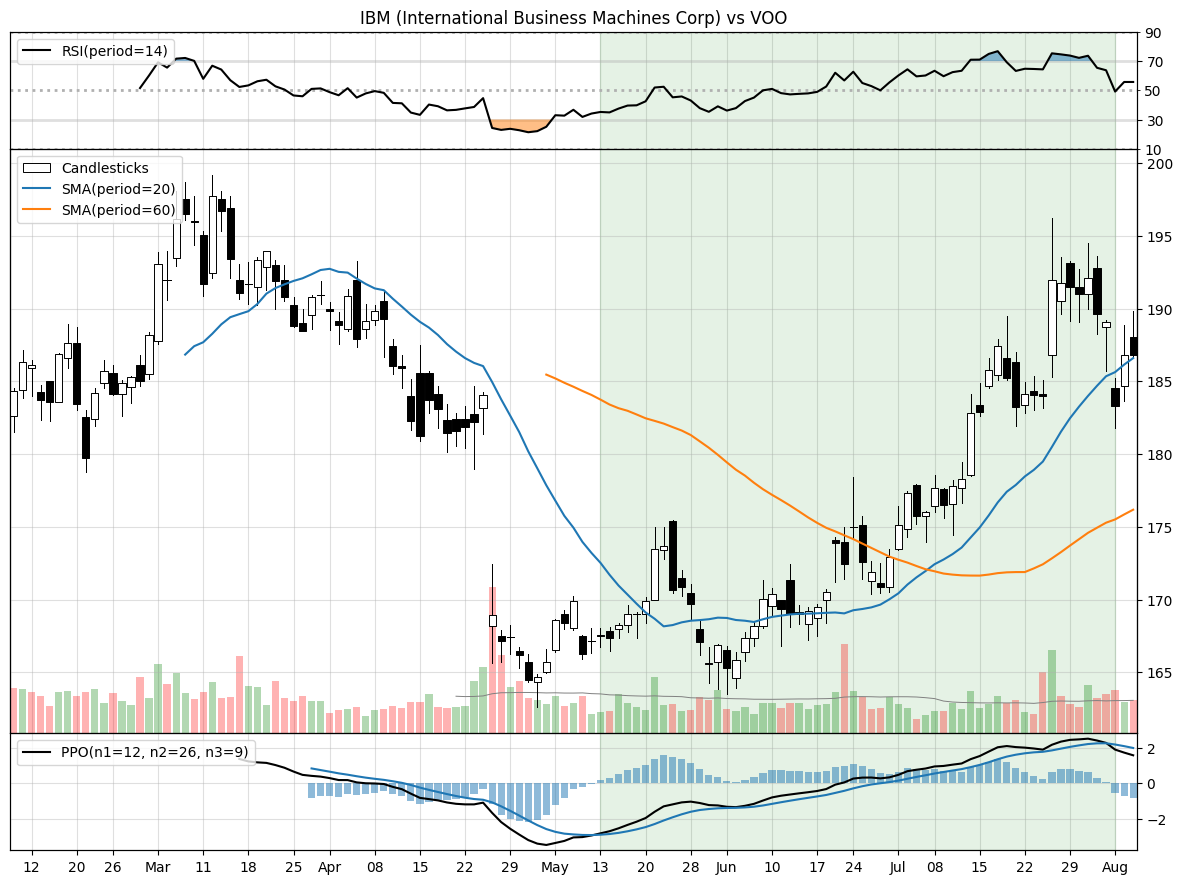 IBM (International Business Machines Corp) vs VOO
RSI(period=14)
90
70
50
30
10
Candlesticks
SMA(period=20)
SMA(period=60)
200
195
190
185
180
175
170
165
PPO(n1=12, n2=26, n3=9)
2
0
−2
12 20 26 Mar 11 18 25 Apr 08 15 22 29 May 13 20 28 Jun 10 17 24 Jul 08 15 22 29 Aug